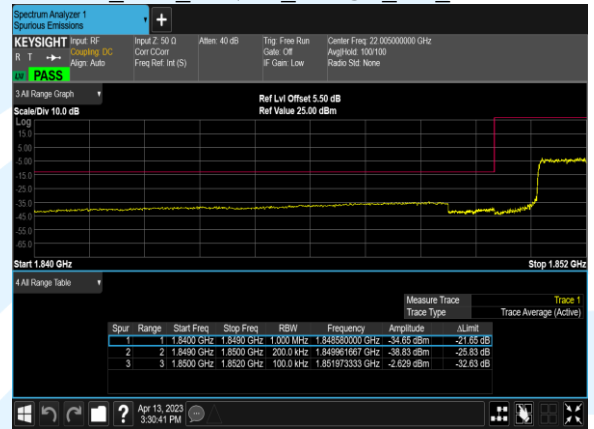 Spectrum Analyzer 1
Spurious Emissions
+
KEYSIGHT Input: RF Input Z: 50 Ω Atten: 40 dB Trig: Free Run Center Freq: 22.005000000 GHz
R T Coupling: DC Corr CCorr Gate: Off Avg|Hold: 100/100
Align: Auto Freq Ref: Int (S) IF Gain: Low Radio Std: None
LV PASS
3 All Range Graph
Ref Lvl Offset 5.50 dB
Scale/Div 10.0 dB Ref Value 25.00 dBm
Log
15.0
5.00
-5.00
-15.0
-25.0
-35.0
-45.0
-55.0
-65.0
Start 1.840 GHz Stop 1.852 GHz
4 All Range Table
Measure Trace Trace 1
Trace Type Trace Average (Active)
Spur Range Start Freq Stop Freq RBW Frequency Amplitude ΔLimit
1 1 1.8400 GHz 1.8490 GHz 1.000 MHz 1.848580000 GHz -34.65 dBm -21.65 dB
2 2 1.8490 GHz 1.8500 GHz 200.0 kHz 1.849961667 GHz -38.83 dBm -25.83 dB
3 3 1.8500 GHz 1.8520 GHz 100.0 kHz 1.851973333 GHz -2.629 dBm -32.63 dB
? Apr 13, 2023
3:30:41 PM